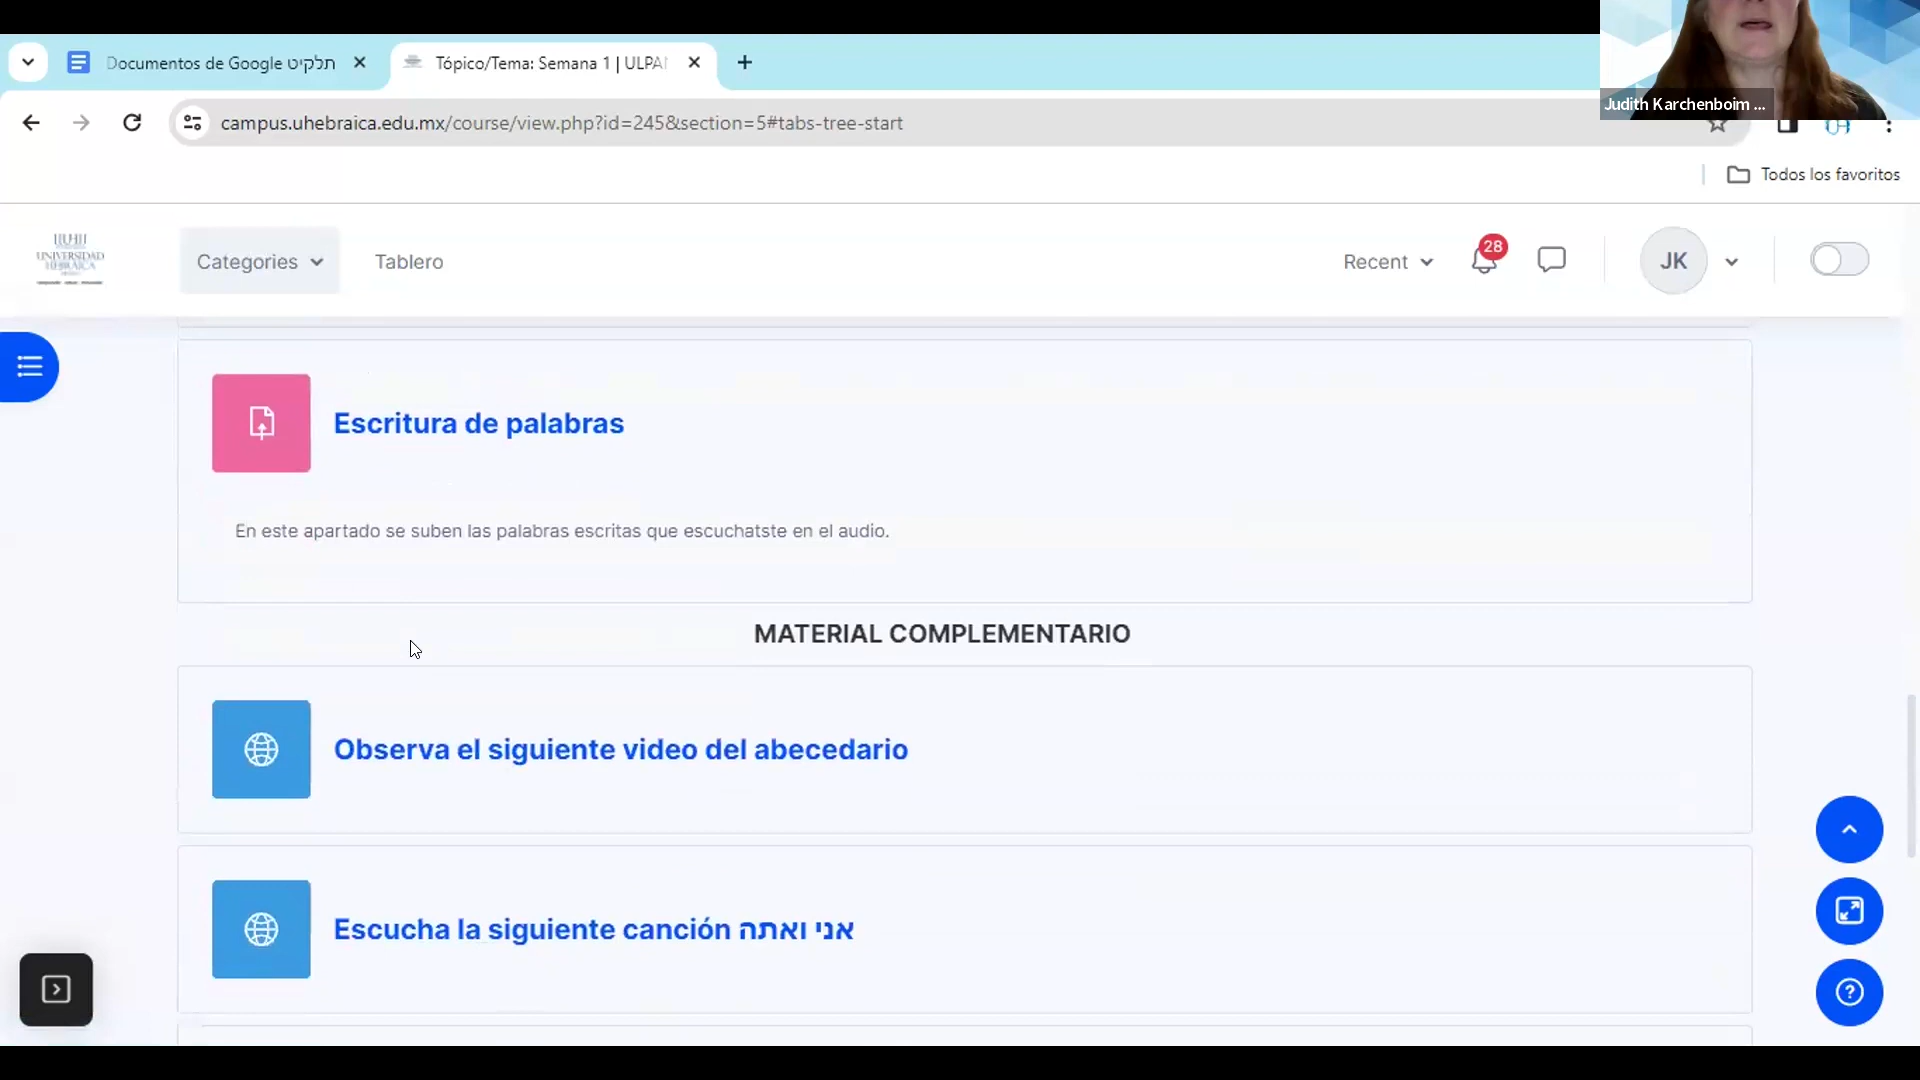 Documentos de Google תלקיט
Tópico/Tema: Semana 1 | ULPA
Judith Karchenboim ...
campus.uhebraica.edu.mx/course/view.php?id=245&section=5#tabs-tree-start
Todos los favoritos
UNIVERSIDAD
HEBRAICA
Categories
Tablero
Recent
28
JK
Escritura de palabras
En este apartado se suben las palabras escritas que escuchatste en el audio.
MATERIAL COMPLEMENTARIO
Observa el siguiente video del abecedario
Escucha la siguiente canción אני ואתה